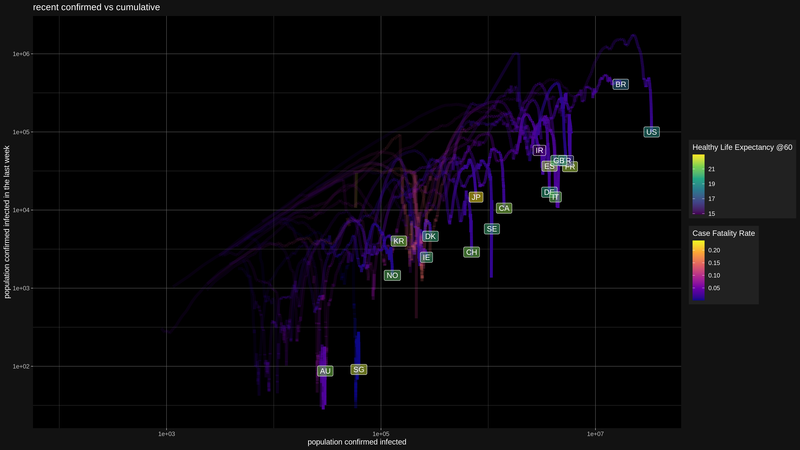 recent confirmed vs cumulative
population confirmed infected in the last week
1e+06
1e+05
1e+04
1e+03
1e+02
BR
US
IR
ES
GB
FR
DE
IT
JP
CA
SE
DK
KR
IE
CH
NO
AU
SG
1e+03
1e+05
1e+07
population confirmed infected
Healthy Life Expectancy @60
21
19
17
15
Case Fatality Rate
0.20
0.15
0.10
0.05